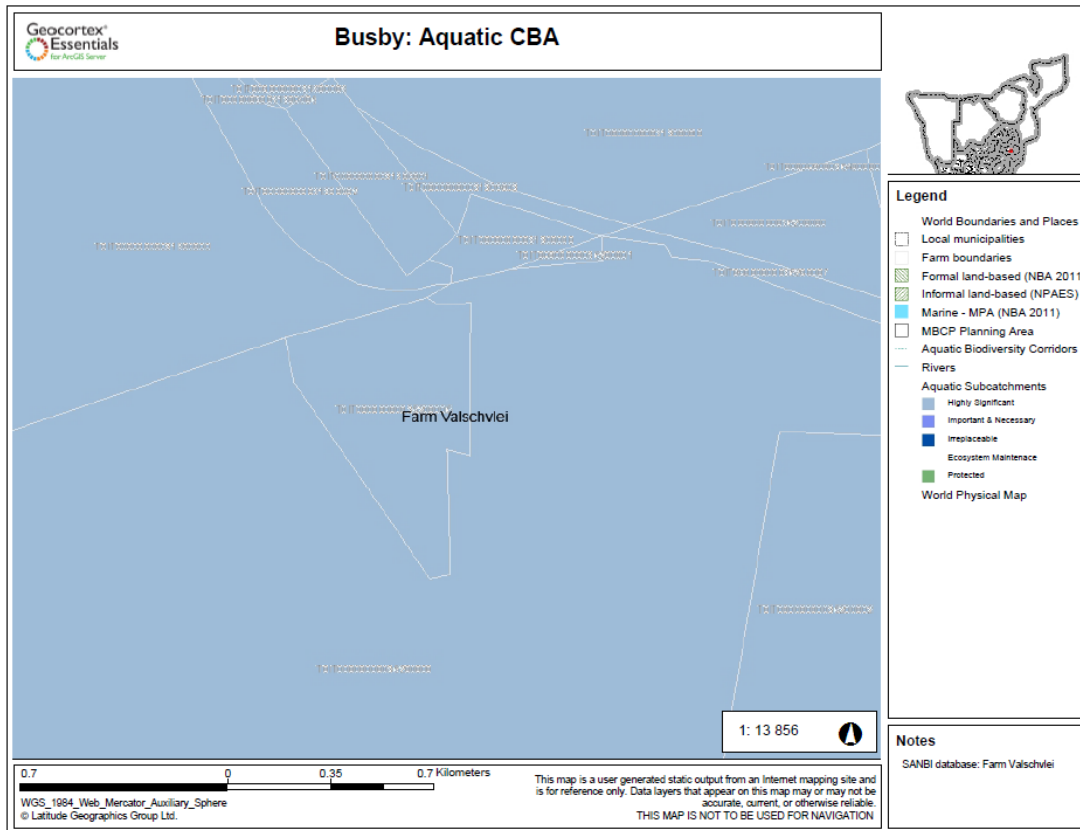 Geocortex®
Essentials
for ArcGIS Server
Busby: Aquatic CBA
Farm Valschvlei
1: 13 856
Legend
World Boundaries and Places
Local municipalities
Farm boundaries
Formal land-based (NBA 2011
Informal land-based (NPAES)
Marine - MPA (NBA 2011)
MBCP Planning Area
Aquatic Biodiversity Corridors
Rivers
Aquatic Subcatchments
Highly Significant
Important & Necessary
Irreplaceable
Ecosystem Maintenace
Protected
World Physical Map
Notes
SANBI database: Farm Valschvlei
0.7 0 0.35 0.7 Kilometers
WGS_1984_Web_Mercator_Auxiliary_Sphere
© Latitude Geographics Group Ltd.
This map is a user generated static output from an Internet mapping site and
is for reference only. Data layers that appear on this map may or may not be
accurate, current, or otherwise reliable.
THIS MAP IS NOT TO BE USED FOR NAVIGATION